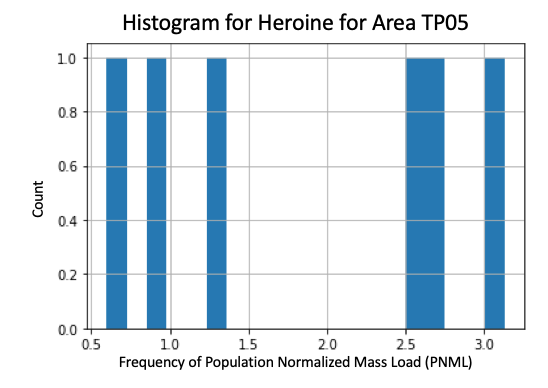 Histogram for Heroine for Area TP05
1.0
0.8
0.6
0.4
0.2
0.0
Count
0.5 1.0 1.5 2.0 2.5 3.0
Frequency of Population Normalized Mass Load (PNML)